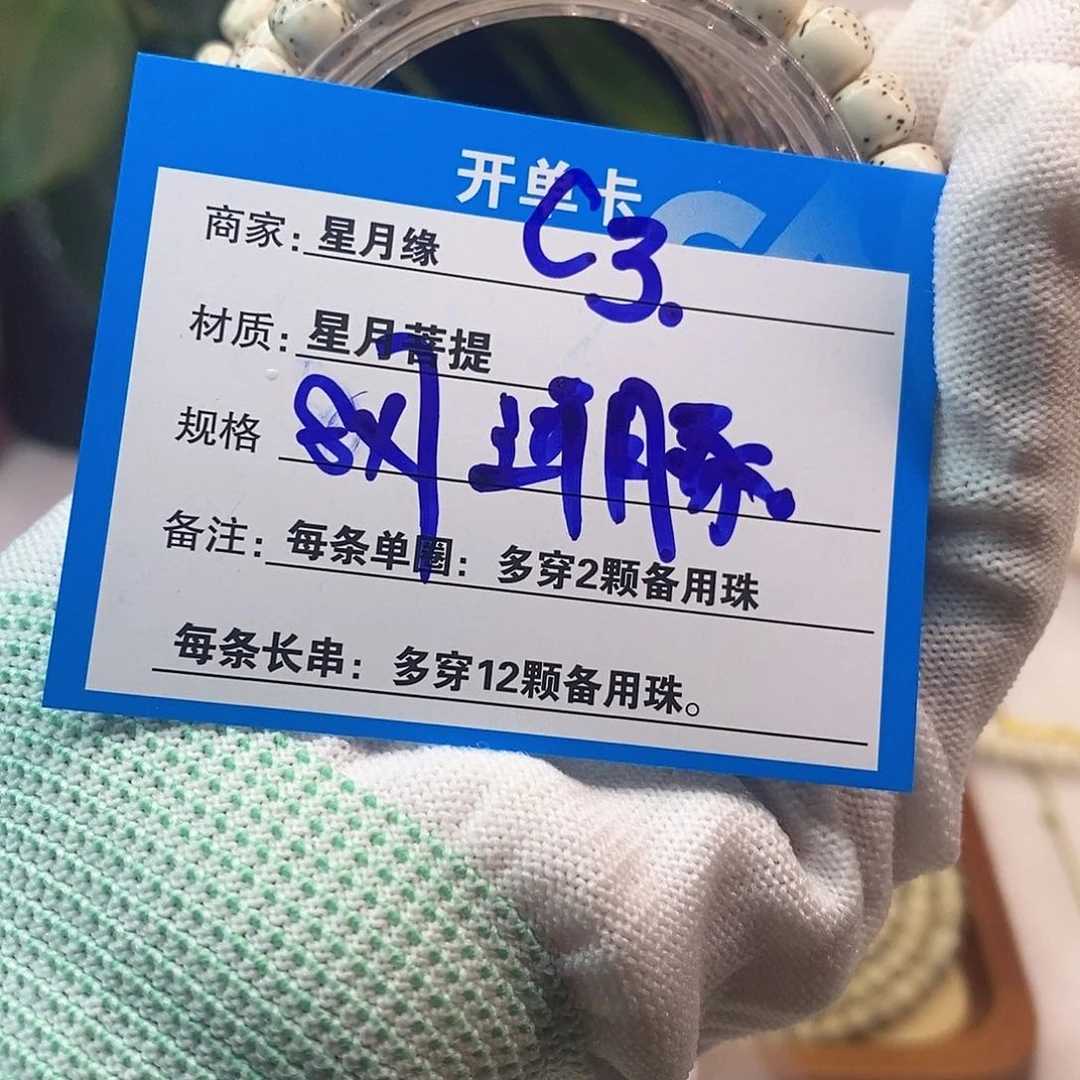 开单卡
C3.
商家：星月缘
材质：星月菩提
规格
备注：每条单圈：多穿2颗备用珠
每条长串：多穿12颗备用珠。